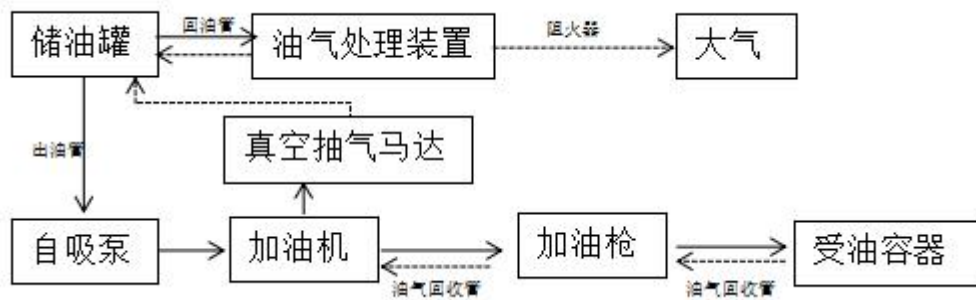 储油罐
回油管
油气处理装置
阻火器
大气
真空抽气马达
出油管
自吸泵
加油机
油气回收管
加油枪
油气回收管
受油容器